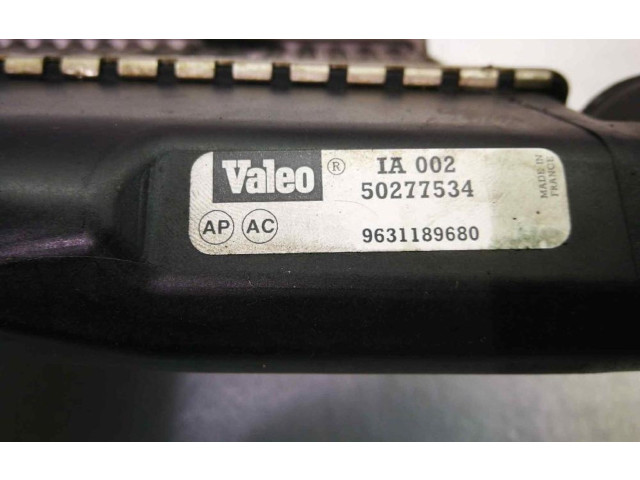 Valeo ® IA 002
50277534
AP AC 9631189680
MADE IN
FRANCE